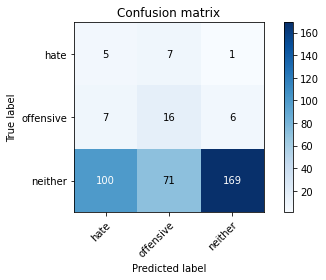 Confusion matrix
True label
hate 5 7 1
offensive 7 16 6
neither 100 71 169
hate offensive neither
Predicted label
160
140
120
100
80
60
40
20